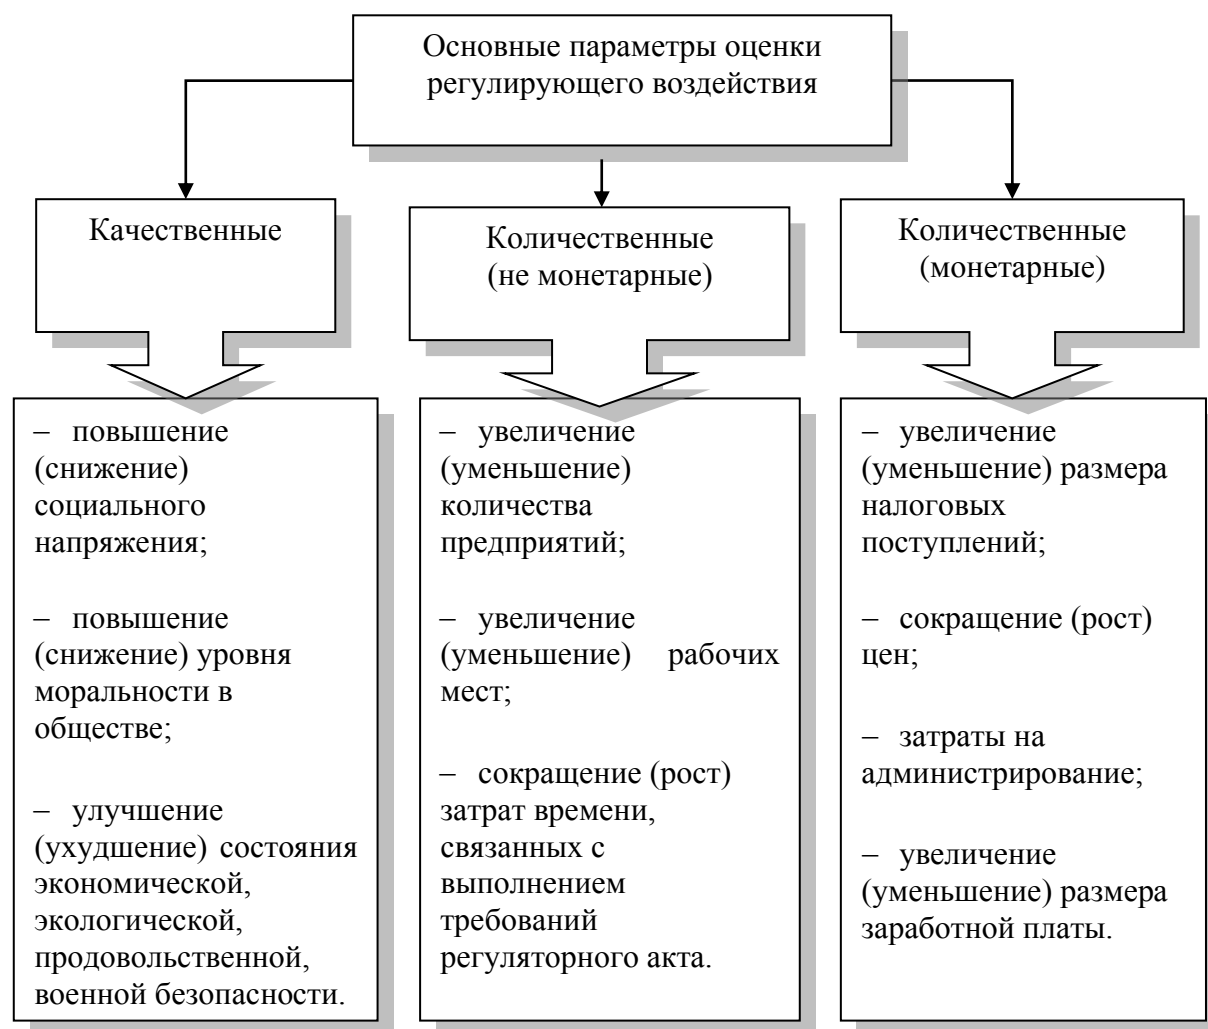 Основные параметры оценки
регулирующего воздействия
Качественные
Количественные
(не монетарные)
Количественные
(монетарные)
– повышение
(снижение)
социального
напряжения;
– повышение
(снижение) уровня
моральности в
обществе;
– улучшение
(ухудшение) состояния
экономической,
экологической,
продовольственной,
военной безопасности.
– увеличение
(уменьшение)
количества
предприятий;
– увеличение
(уменьшение) рабочих
мест;
– сокращение (рост)
затрат времени,
связанных с
выполнением
требований
регуляторного акта.
– увеличение
(уменьшение) размера
налоговых
поступлений;
– сокращение (рост)
цен;
– затраты на
администрирование;
– увеличение
(уменьшение) размера
заработной платы.